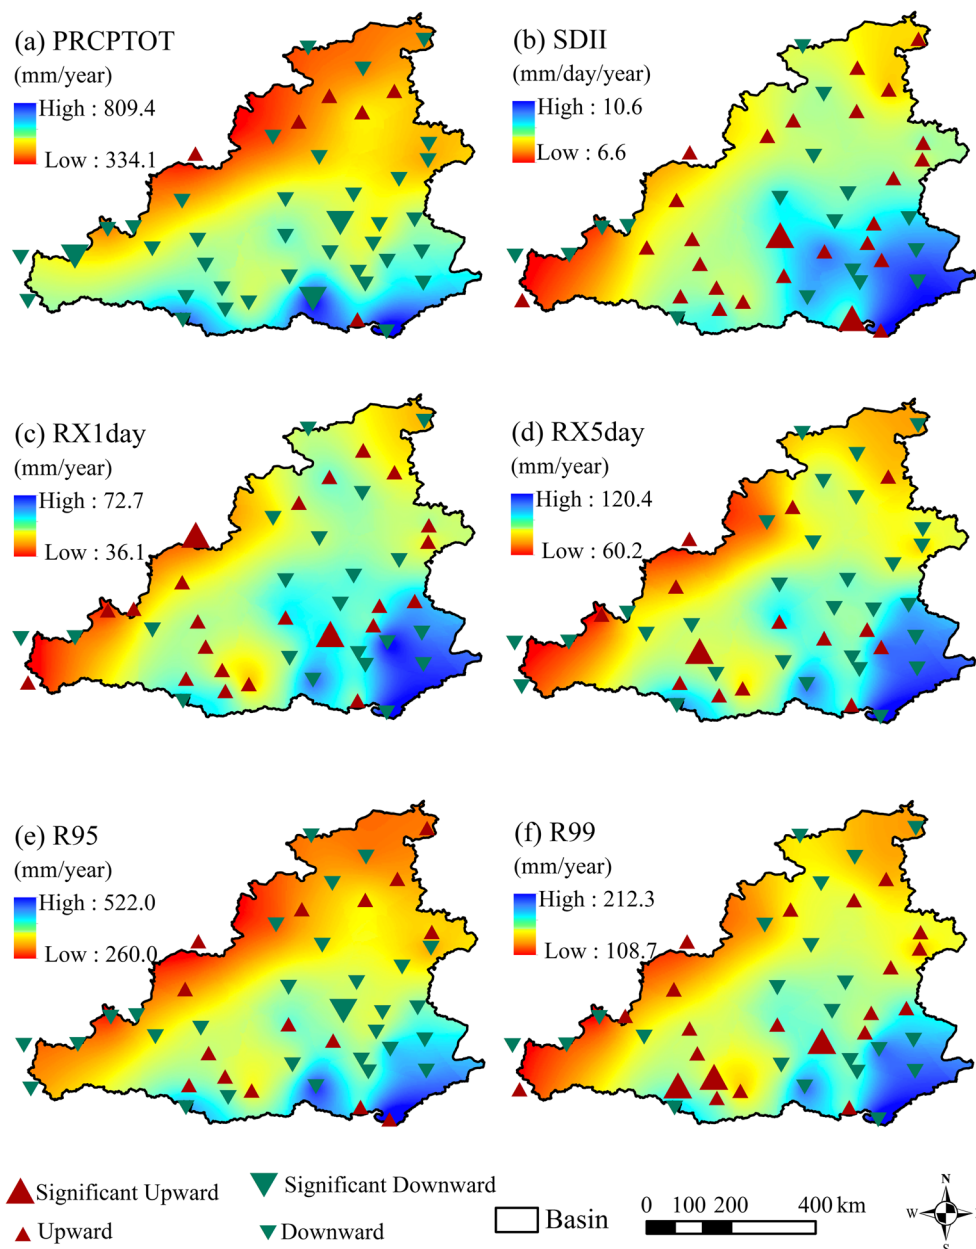 (a) PRCPTOT
(mm/year)
High : 809.4
Low : 334.1
(b) SDII
(mm/day/year)
High : 10.6
Low : 6.6
(c) RX1day
(mm/year)
High : 72.7
Low : 36.1
(d) RX5day
(mm/year)
High : 120.4
Low : 60.2
(e) R95
(mm/year)
High : 522.0
Low : 260.0
(f) R99
(mm/year)
High : 212.3
Low : 108.7
Significant Upward
Significant Downward
Upward
Downward
Basin
0 100 200 400 km
N
W
E
S